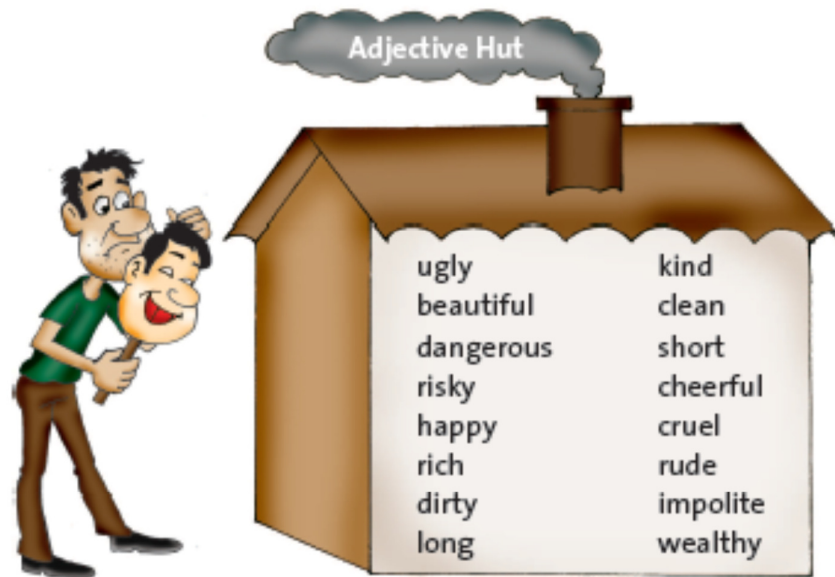 Adjective Hut
ugly kind
beautiful clean
dangerous short
risky cheerful
happy cruel
rich rude
dirty impolite
long wealthy